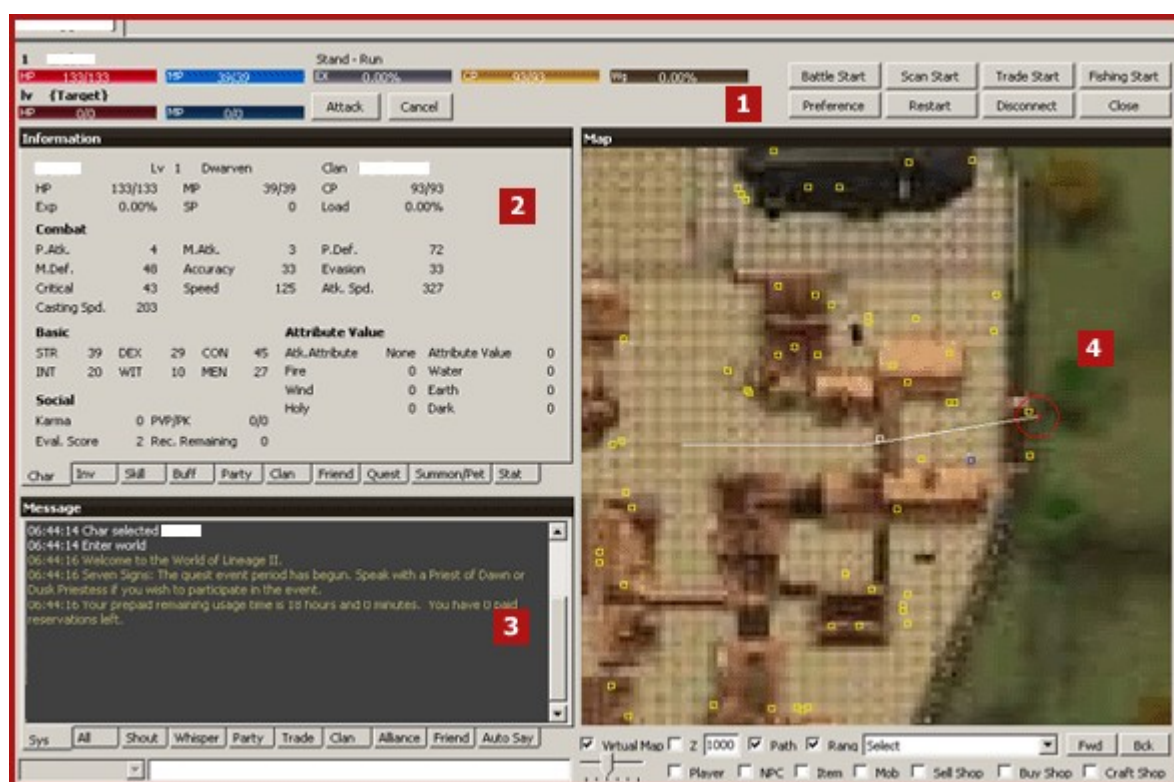 1
Stand - Run
HP 133/133 MP 39/39 EX 0.00% CP 93/93 Wg 0.00%
lv {Target}
HP 0/0 MP 0/0 Attack Cancel
1
Battle Start Scan Start Trade Start Fishing Start
Preference Restart Disconnect Close
Information
Lv 1 Dwarven Clan
HP 133/133 MP 39/39 CP 93/93
Exp 0.00% SP 0 Load 0.00%
2
Combat
P.Atk. 4 M.Atk. 3 P.Def. 72
M.Def. 48 Accuracy 33 Evasion 33
Critical 43 Speed 125 Atk. Spd. 327
Casting Spd. 203
Basic Attribute Value
STR 39 DEX 29 CON 45 Atk.Attribute None Attribute Value 0
INT 20 WIT 10 MEN 27 Fire 0 Water 0
Wind 0 Earth 0
Social
Holy 0 Dark 0
Karma 0 PVP/PK 0/0
Eval. Score 2 Rec. Remaining 0
Char Inv Skill Buff Party Clan Friend Quest Summon/Pet Stat
Message
06:44:14 Char selected
06:44:14 Enter world
06:44:16 Welcome to the World of Lineage II.
06:44:16 Seven Signs: The quest event period has begun. Speak with a Priest of Dawn or
Dusk Priestess if you wish to participate in the event.
06:44:16 Your prepaid remaining usage time is 18 hours and 0 minutes. You have 0 paid
reservations left.
3
Sys All Shout Whisper Party Trade Clan Alliance Friend Auto Say
Map
4
Virtual Map Z 1000 Path Rang Select Fwd Bck
Player NPC Item Mob Sell Shop Buy Shop Craft Shop